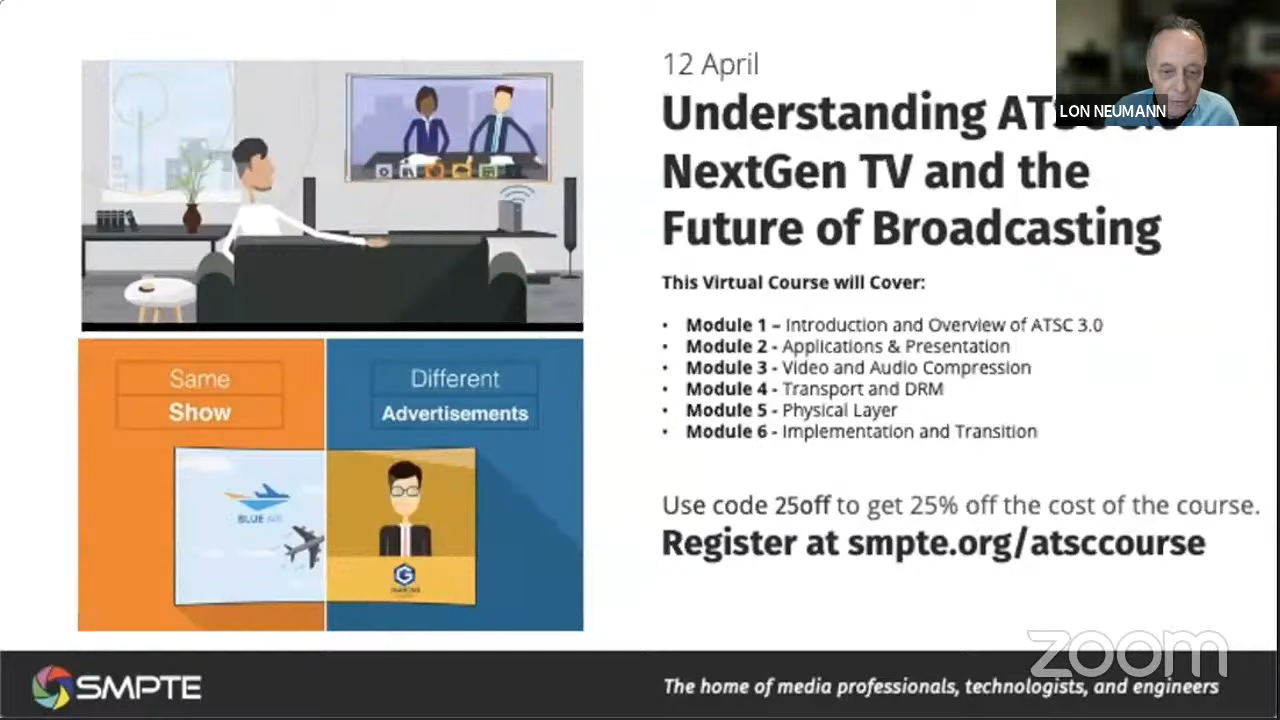 12 April
LON NEUMANN
Understanding
NextGen TV and the
Future of Broadcasting
This Virtual Course will Cover:
• Module 1 – Introduction and Overview of ATSC 3.0
• Module 2 - Applications & Presentation
• Module 3 - Video and Audio Compression
• Module 4 - Transport and DRM
• Module 5 - Physical Layer
• Module 6 - Implementation and Transition
Same
Show
Different
Advertisements
BLUE AIR
G
Use code 25off to get 25% off the cost of the course.
Register at smpte.org/atsccourse
zoom
SMPTE
The home of media professionals, technologists, and engineers